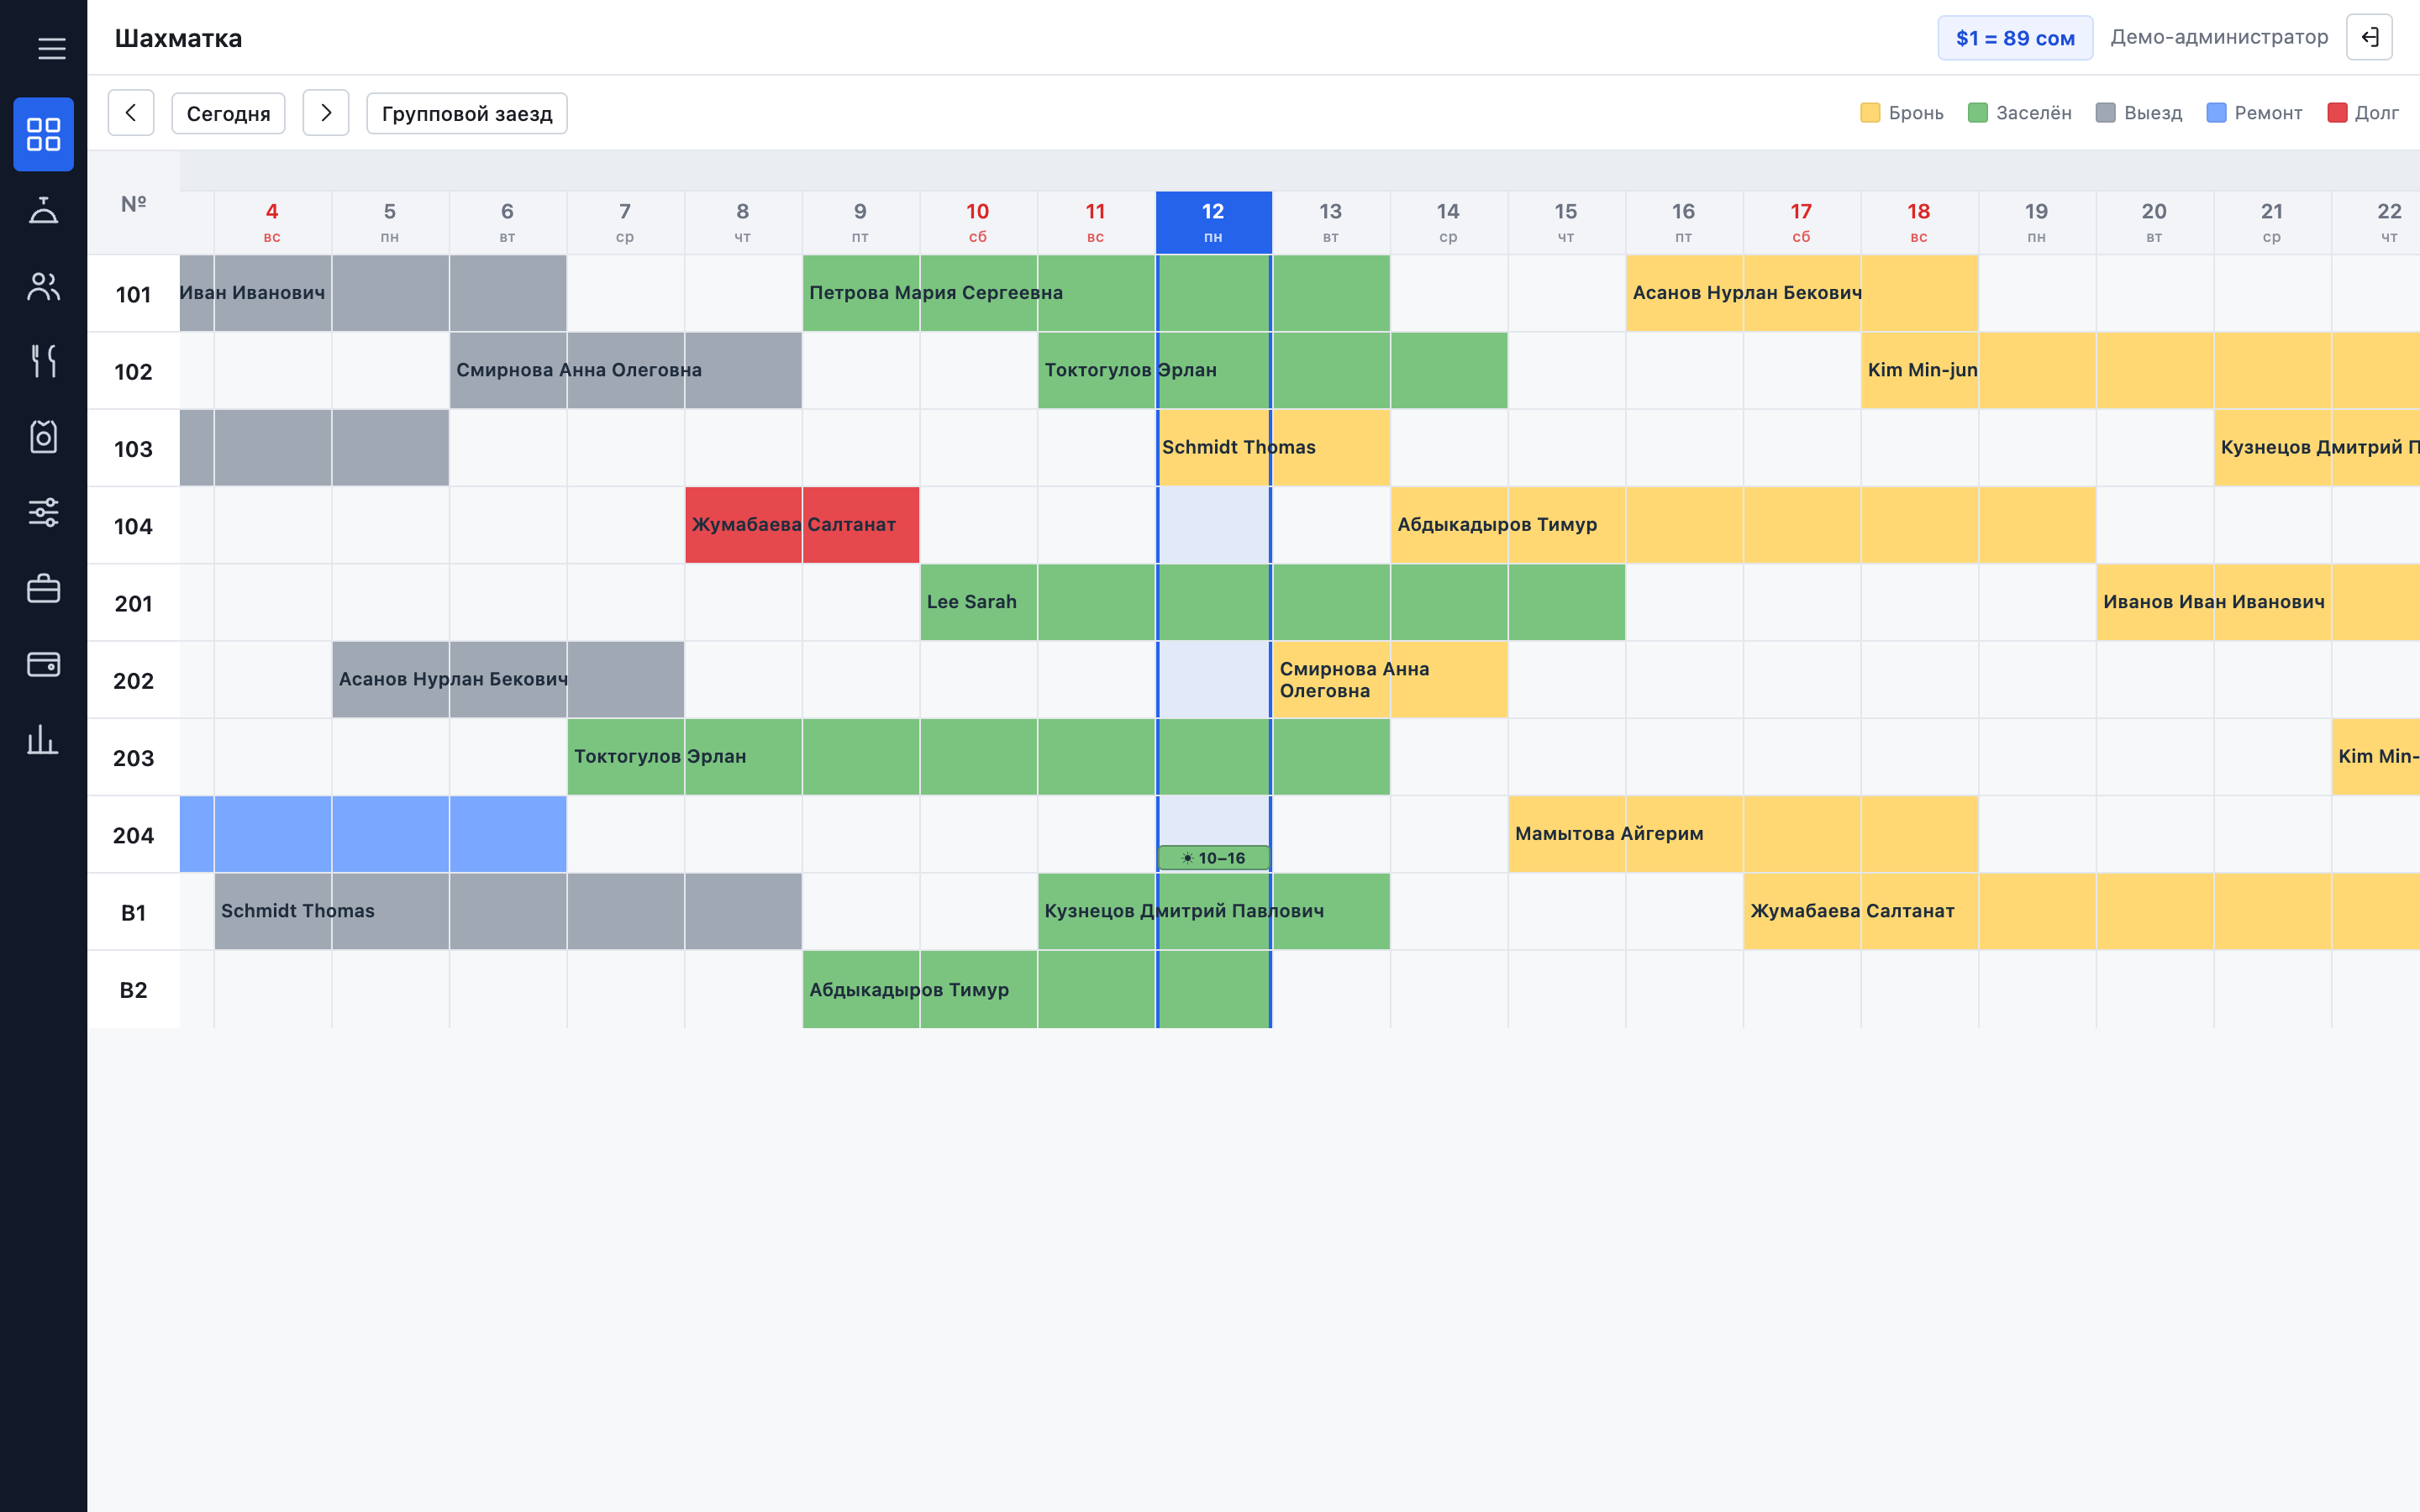 Шахматка
$1 = 89 сом
Демо-администратор
Сегодня
Групповой заезд
Бронь
Заселён
Выезд
Ремонт
Долг
№
4 5 6 7 8 9 10 11 12 13 14 15 16 17 18 19 20 21 22
вс пн вт ср чт пт сб вс пн вт ср чт пт сб вс пн вт ср чт
101 Иван Иванович Петрова Мария Сергеевна Асанов Нурлан Бекович
102 Смирнова Анна Олеговна Токтогулов Эрлан Kim Min-jun
103 Schmidt Thomas Кузнецов Дмитрий П
104 Жумабаева Салтанат Абдыкадыров Тимур
201 Lee Sarah Иванов Иван Иванович
202 Асанов Нурлан Бекович Смирнова Анна
Олеговна
203 Токтогулов Эрлан Kim Min-
204 Мамытова Айгерим
10–16
B1 Schmidt Thomas Кузнецов Дмитрий Павлович Жумабаева Салтанат
B2 Абдыкадыров Тимур